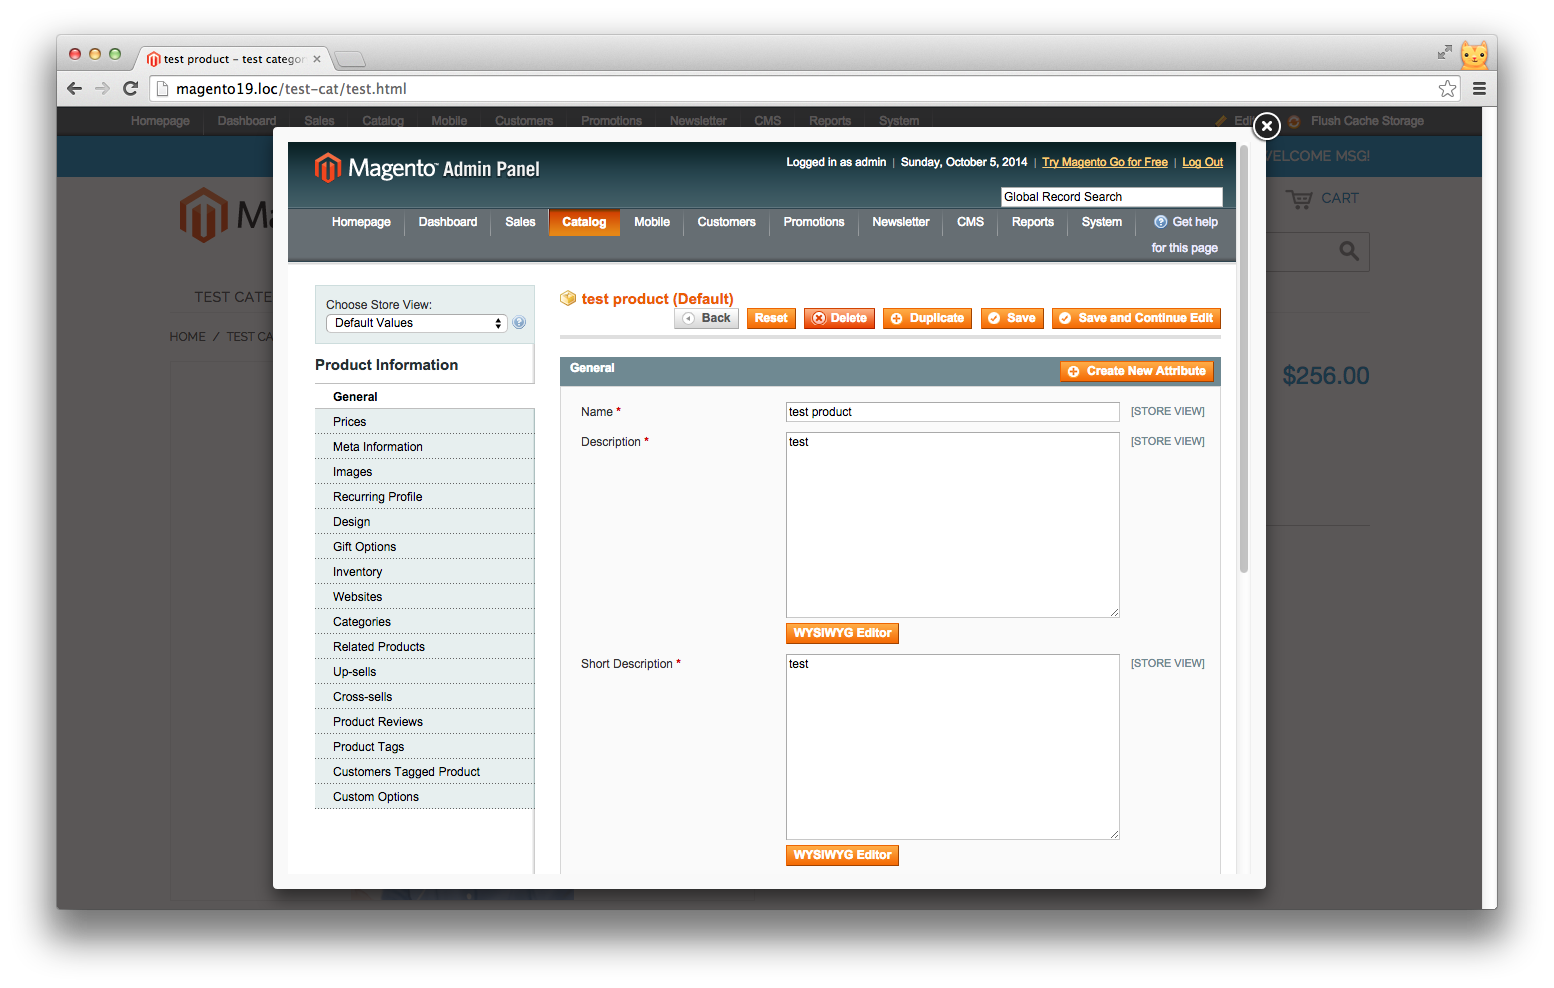 test product – test catego
magento19.loc/test-cat/test.html
Homepage Dashboard Sales Catalog Mobile Customers Promotions Newsletter CMS Reports System Flush Cache Storage
WELCOME MSG!
CART
TEST CATE
HOME / TEST CA
$256.00
Magento™ Admin Panel
Logged in as admin | Sunday, October 5, 2014 | Try Magento Go for Free | Log Out
Global Record Search
Homepage Dashboard Sales Catalog Mobile Customers Promotions Newsletter CMS Reports System Get help
for this page
Choose Store View:
Default Values
Product Information
General
Prices
Meta Information
Images
Recurring Profile
Design
Gift Options
Inventory
Websites
Categories
Related Products
Up-sells
Cross-sells
Product Reviews
Product Tags
Customers Tagged Product
Custom Options
test product (Default)
Back Reset Delete Duplicate Save Save and Continue Edit
General
Create New Attribute
Name * test product [STORE VIEW]
Description * test [STORE VIEW]
WYSIWYG Editor
Short Description * test [STORE VIEW]
WYSIWYG Editor